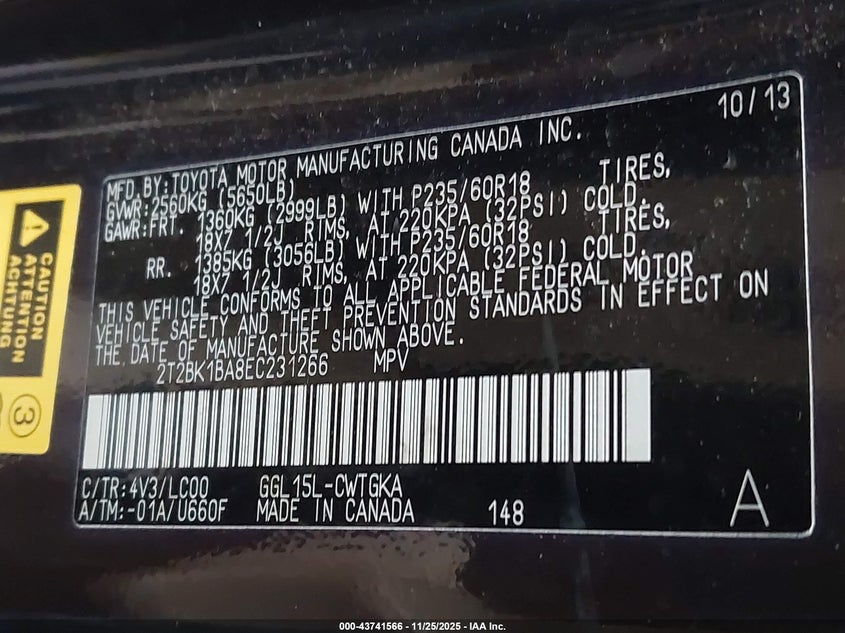 10/13
MFD.BY:TOYOTA MOTOR MANUFACTURING CANADA INC.
GVWR:2560KG (5650LB)
GAWR:FRT. 1360KG (2999LB) WITH P235/60R18 TIRES,
18X7 1/2J RIMS, AT 220KPA (32PSI) COLD.
RR. 1385KG (3056LB) WITH P235/60R18 TIRES,
18X7 1/2J RIMS, AT 220KPA (32PSI) COLD.
THIS VEHICLE CONFORMS TO ALL APPLICABLE FEDERAL MOTOR
VEHICLE SAFETY AND THEFT PREVENTION STANDARDS IN EFFECT ON
THE DATE OF MANUFACTURE SHOWN ABOVE.
2T2BK1BA8EC231266 MPV
C/TR:4V3/LC00 GGL15L-CWTGKA
A/TM:-01A/U660F MADE IN CANADA 148
A
CAUTION
ATTENTION
ACHTUNG
3
000-43741566 - 11/25/2025 - IAA Inc.